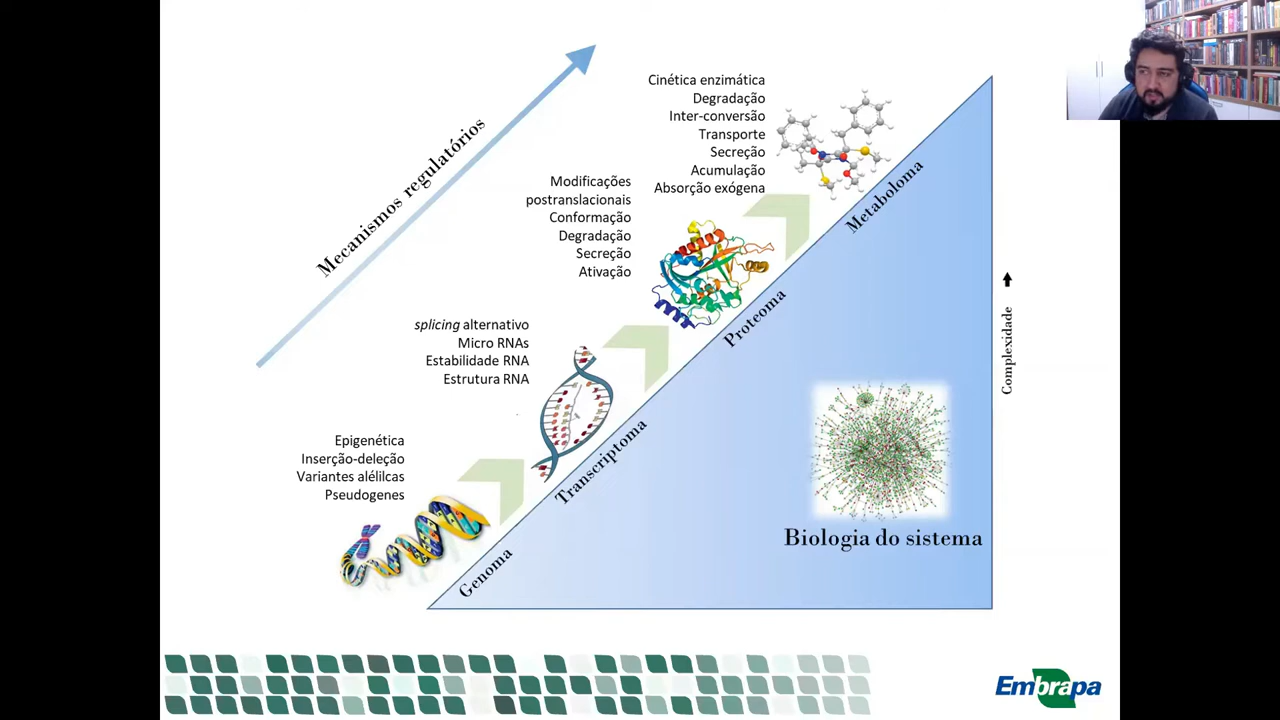 Mecanismos regulatórios
Cinética enzimática
Degradação
Inter-conversão
Transporte
Secreção
Acumulação
Absorção exógena
Metaboloma
Modificações
postranslacionais
Conformação
Degradação
Secreção
Ativação
Proteoma
splicing alternativo
Micro RNAs
Estabilidade RNA
Estrutura RNA
Transcriptoma
Epigenética
Inserção-deleção
Variantes alélilcas
Pseudogenes
Genoma
Complexidade
Biologia do sistema
Embrapa